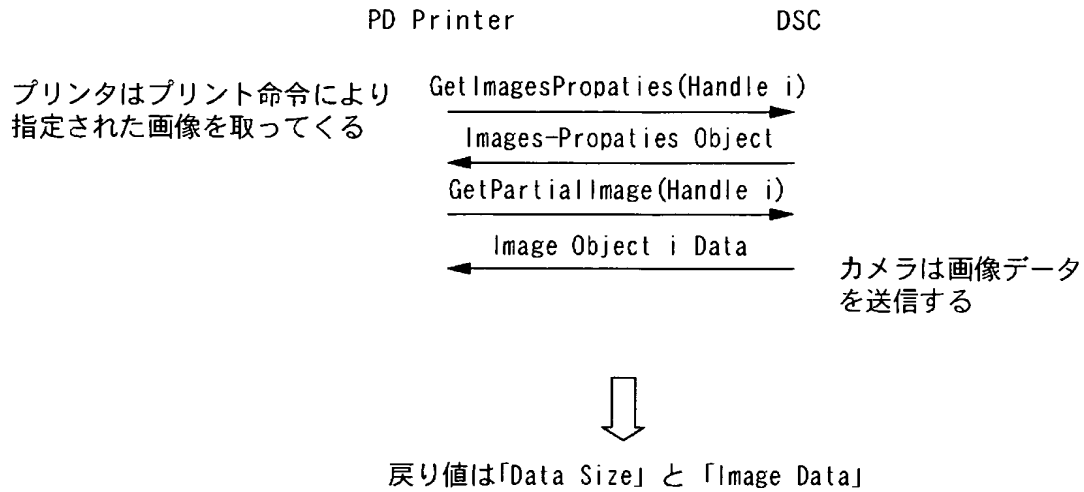 PD Printer DSC
プリンタはプリント命令により
指定された画像を取ってくる
GetImagesPropaties(Handle i)
Images-Propaties Object
GetPartialImage(Handle i)
Image Object i Data
カメラは画像データ
を送信する
戻り値は「Data Size」と「Image Data」